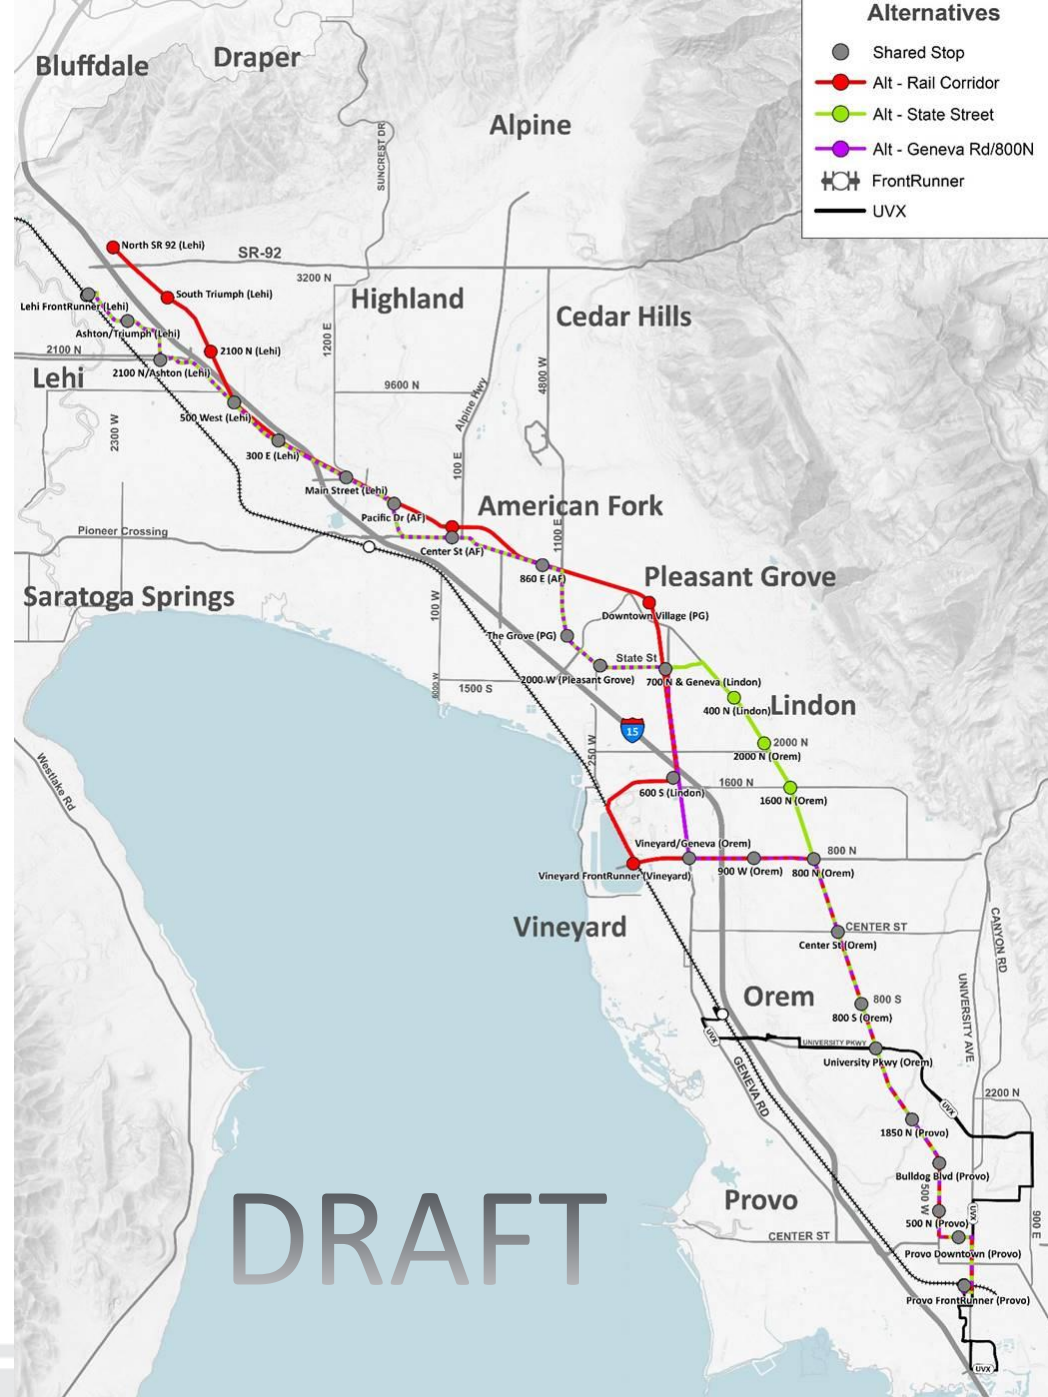 Alternatives
Shared Stop
Alt - Rail Corridor
Alt - State Street
Alt - Geneva Rd/800N
FrontRunner
UVX
Bluffdale
Draper
Alpine
SUNCREST DR
North SR 92 (Lehi)
SR-92
3200 N
South Triumph (Lehi)
Lehi FrontRunner (Lehi)
Highland
Cedar Hills
Ashton/Triumph (Lehi)
1200 E
2100 N
2100 N (Lehi)
2100 N/Ashton (Lehi)
Lehi
9600 N
4800 W
Alpine Hwy
500 West (Lehi)
2300 W
300 E (Lehi)
100 E
Main Street (Lehi)
American Fork
Pacific Dr (AF)
Pioneer Crossing
Center St (AF)
1100 E
860 E (AF)
Pleasant Grove
Saratoga Springs
100 W
Downtown Village (PG)
The Grove (PG)
State St
2000 W (Pleasant Grove)
700 N & Geneva (Lindon)
6000 W
1500 S
400 N (Lindon)
Lindon
15
250 W
2000 N
2000 N (Orem)
Westlake Rd
600 S (Lindon)
1600 N
1600 N (Orem)
Vineyard/Geneva (Orem)
800 N
Vineyard FrontRunner (Vineyard)
900 W (Orem)
800 N (Orem)
Vineyard
CENTER ST
Center St (Orem)
CANYON RD
Orem
800 S
800 S (Orem)
UNIVERSITY AVE
UVX
UNIVERSITY PKWY
University Pkwy (Orem)
GENEVA RD
UVX
2200 N
1850 N (Provo)
Bulldog Blvd (Provo)
DRAFT
Provo
500 W
500 N (Provo)
UVX
900 E
CENTER ST
Provo Downtown (Provo)
Provo FrontRunner (Provo)
UVX